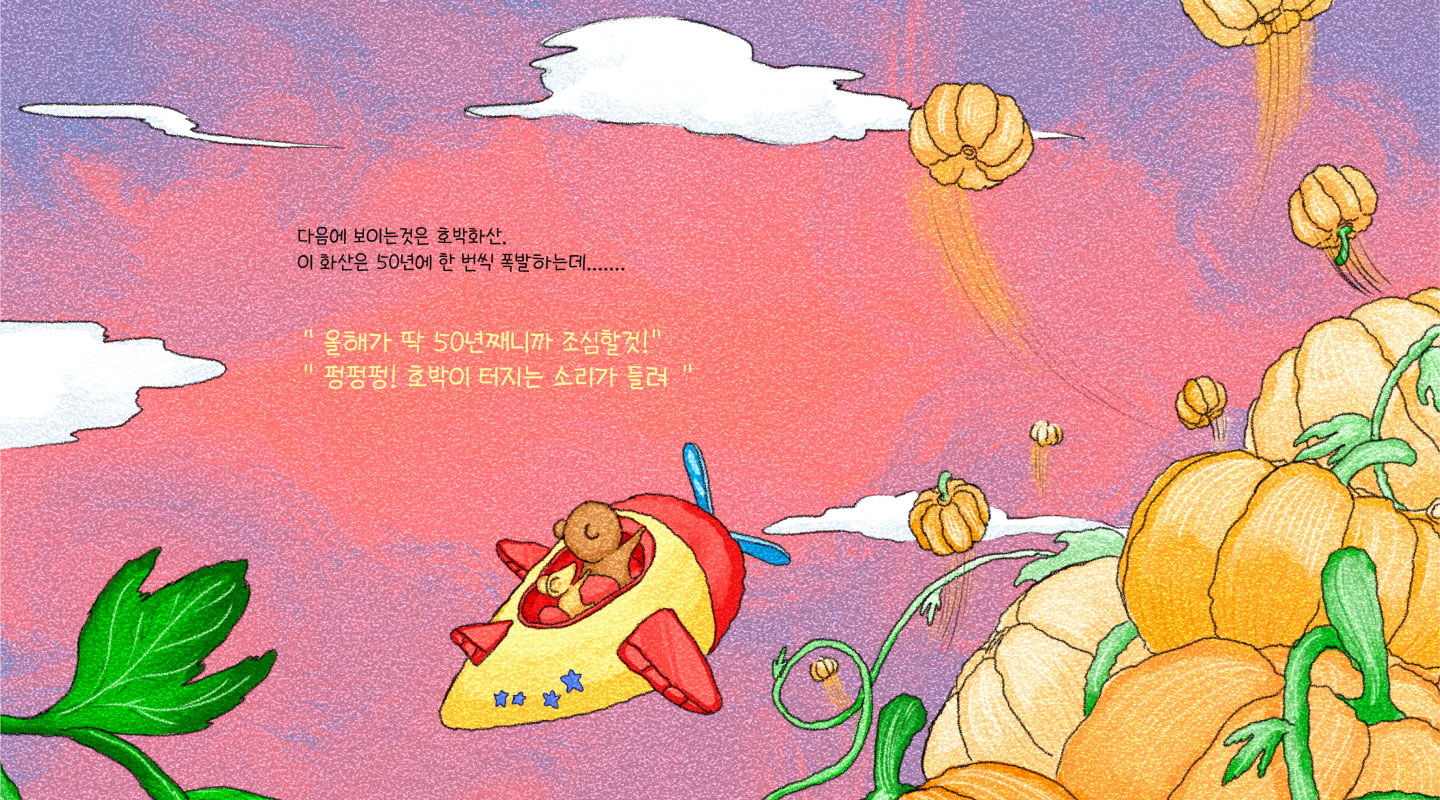 다음에 보이는것은 호박화산.
이 화산은 50년에 한 번씩 폭발하는데.......
" 올해가 딱 50년째니까 조심할것!"
" 펑펑펑! 호박이 터지는 소리가 들려 "